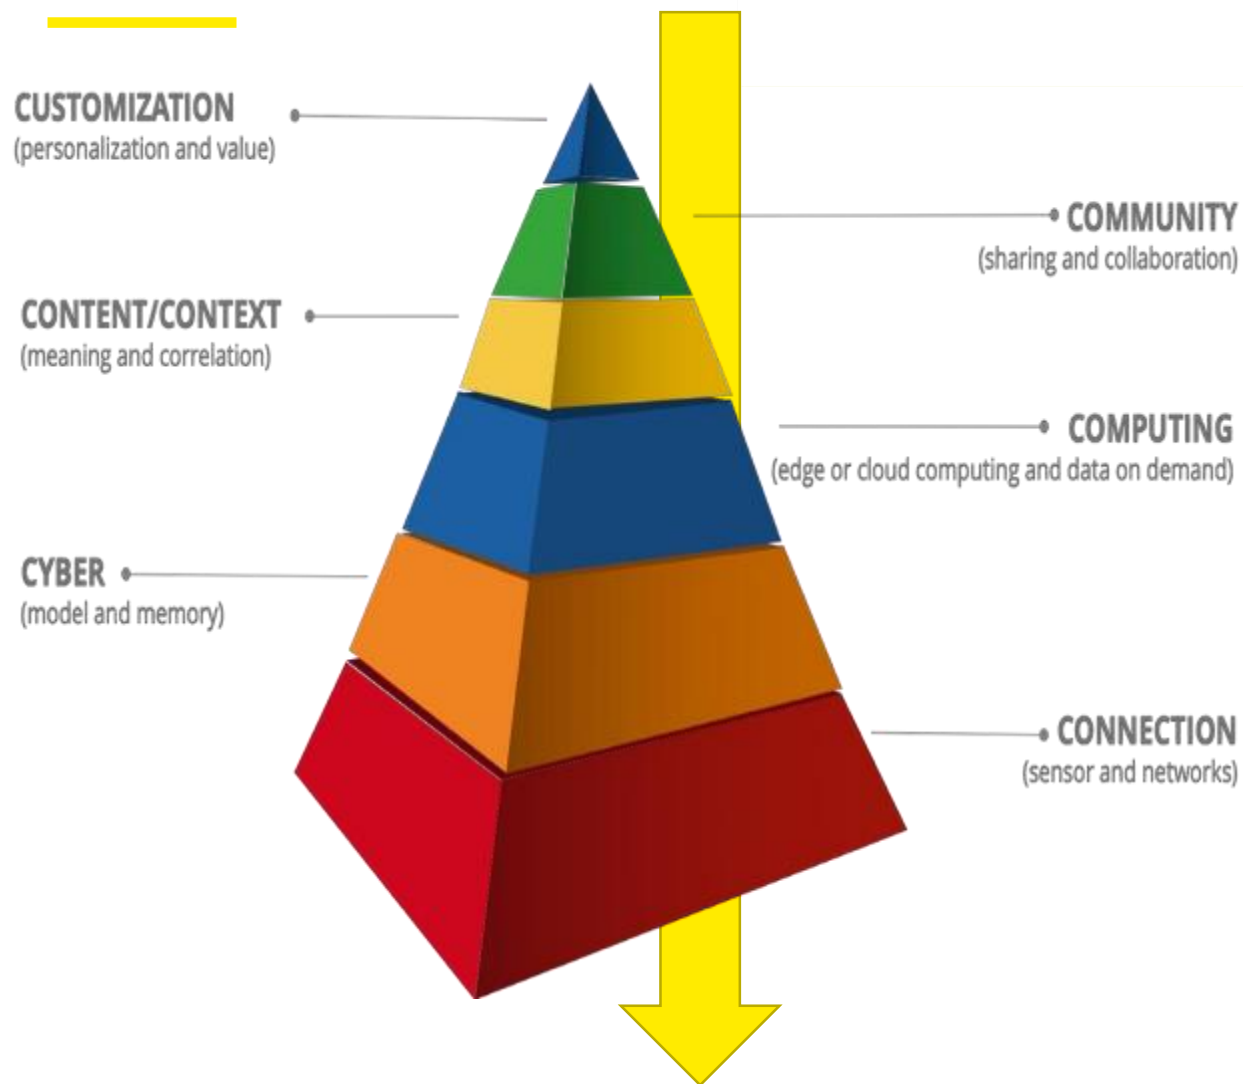 CUSTOMIZATION
(personalization and value)
COMMUNITY
(sharing and collaboration)
CONTENT/CONTEXT
(meaning and correlation)
COMPUTING
(edge or cloud computing and data on demand)
CYBER
(model and memory)
CONNECTION
(sensor and networks)